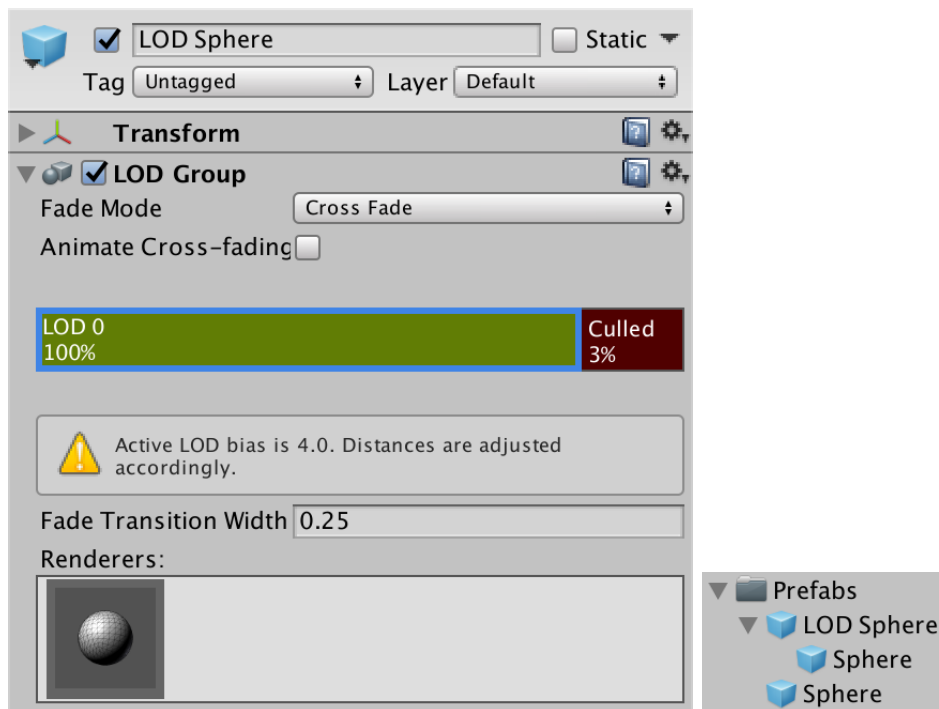 LOD Sphere Static
Tag Untagged Layer Default
Transform
LOD Group
Fade Mode Cross Fade
Animate Cross-fading
LOD 0 Culled
100% 3%
Active LOD bias is 4.0. Distances are adjusted
accordingly.
Fade Transition Width 0.25
Renderers:
Prefabs
LOD Sphere
Sphere
Sphere